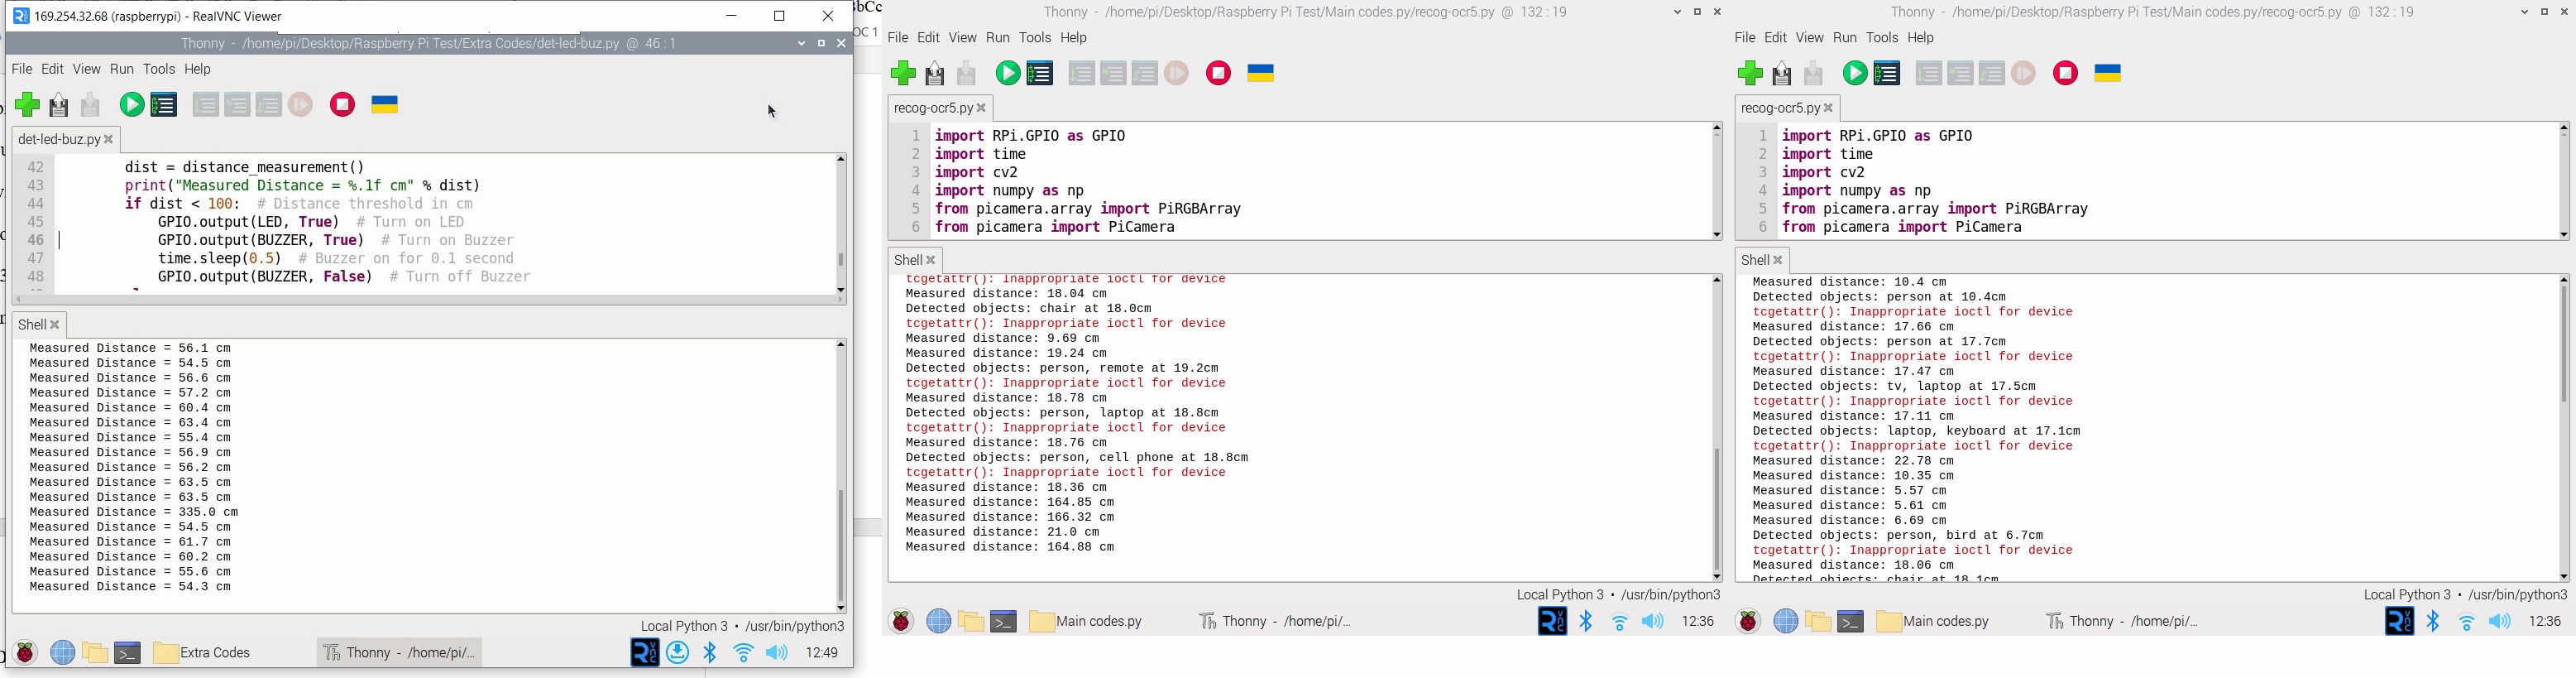 169.254.32.68 (raspberrypi) - RealVNC Viewer
Thonny - /home/pi/Desktop/Raspberry Pi Test/Extra Codes/det-led-buz.py @ 46 : 1
File Edit View Run Tools Help
det-led-buz.py
42 dist = distance_measurement()
43 print("Measured Distance = %.1f cm" % dist)
44 if dist < 100: # Distance threshold in cm
45 GPIO.output(LED, True) # Turn on LED
46 GPIO.output(BUZZER, True) # Turn on Buzzer
47 time.sleep(0.5) # Buzzer on for 0.1 second
48 GPIO.output(BUZZER, False) # Turn off Buzzer
Shell
Measured Distance = 56.1 cm
Measured Distance = 54.5 cm
Measured Distance = 56.6 cm
Measured Distance = 57.2 cm
Measured Distance = 60.4 cm
Measured Distance = 63.4 cm
Measured Distance = 55.4 cm
Measured Distance = 56.9 cm
Measured Distance = 56.2 cm
Measured Distance = 63.5 cm
Measured Distance = 63.5 cm
Measured Distance = 335.0 cm
Measured Distance = 54.5 cm
Measured Distance = 61.7 cm
Measured Distance = 60.2 cm
Measured Distance = 55.6 cm
Measured Distance = 54.3 cm
Local Python 3 • /usr/bin/python3
Extra Codes
Thonny - /home/pi/...
12:49
Thonny - /home/pi/Desktop/Raspberry Pi Test/Main codes.py/recog-ocr5.py @ 132 : 19
File Edit View Run Tools Help
recog-ocr5.py
1 import RPi.GPIO as GPIO
2 import time
3 import cv2
4 import numpy as np
5 from picamera.array import PiRGBArray
6 from picamera import PiCamera
Shell
tcgetattr(): Inappropriate ioctl for device
Measured distance: 18.04 cm
Detected objects: chair at 18.0cm
tcgetattr(): Inappropriate ioctl for device
Measured distance: 9.69 cm
Measured distance: 19.24 cm
Detected objects: person, remote at 19.2cm
tcgetattr(): Inappropriate ioctl for device
Measured distance: 18.78 cm
Detected objects: person, laptop at 18.8cm
tcgetattr(): Inappropriate ioctl for device
Measured distance: 18.76 cm
Detected objects: person, cell phone at 18.8cm
tcgetattr(): Inappropriate ioctl for device
Measured distance: 18.36 cm
Measured distance: 164.85 cm
Measured distance: 166.32 cm
Measured distance: 21.0 cm
Measured distance: 164.88 cm
Local Python 3 • /usr/bin/python3
Main codes.py
Thonny - /home/pi/...
12:36
Thonny - /home/pi/Desktop/Raspberry Pi Test/Main codes.py/recog-ocr5.py @ 132 : 19
File Edit View Run Tools Help
recog-ocr5.py
1 import RPi.GPIO as GPIO
2 import time
3 import cv2
4 import numpy as np
5 from picamera.array import PiRGBArray
6 from picamera import PiCamera
Shell
Measured distance: 10.4 cm
Detected objects: person at 10.4cm
tcgetattr(): Inappropriate ioctl for device
Measured distance: 17.66 cm
Detected objects: person at 17.7cm
tcgetattr(): Inappropriate ioctl for device
Measured distance: 17.47 cm
Detected objects: tv, laptop at 17.5cm
tcgetattr(): Inappropriate ioctl for device
Measured distance: 17.11 cm
Detected objects: laptop, keyboard at 17.1cm
tcgetattr(): Inappropriate ioctl for device
Measured distance: 22.78 cm
Measured distance: 10.35 cm
Measured distance: 5.57 cm
Measured distance: 5.61 cm
Measured distance: 6.69 cm
Detected objects: person, bird at 6.7cm
tcgetattr(): Inappropriate ioctl for device
Measured distance: 18.06 cm
Detected objects: chair at 18.1cm
Local Python 3 • /usr/bin/python3
Main codes.py
Thonny - /home/pi/...
12:36